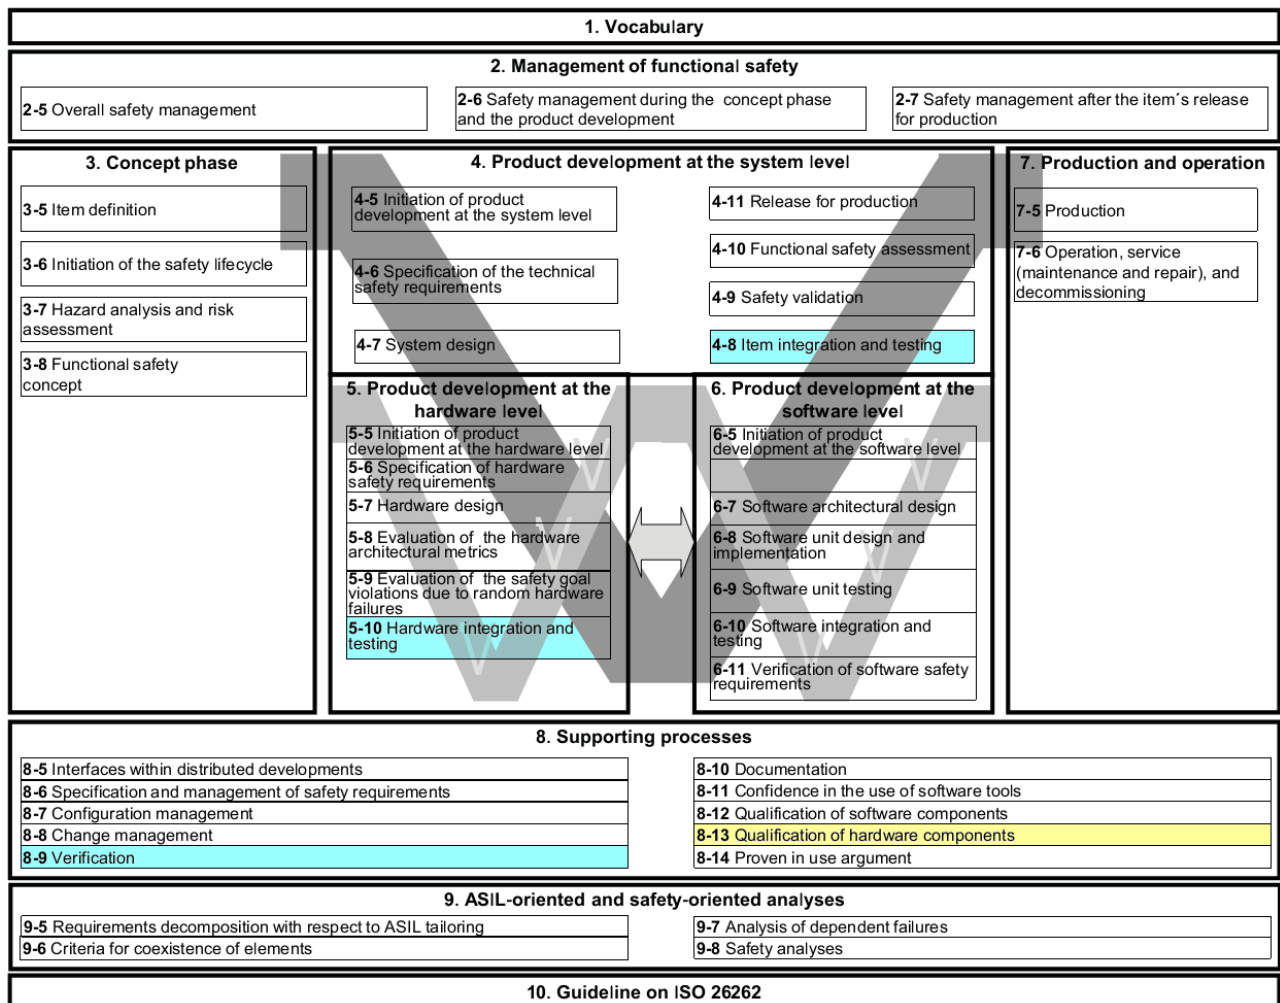 1. Vocabulary
2. Management of functional safety
2-5 Overall safety management
2-6 Safety management during the concept phase
and the product development
2-7 Safety management after the item´s release
for production
3. Concept phase
3-5 Item definition
3-6 Initiation of the safety lifecycle
3-7 Hazard analysis and risk
assessment
3-8 Functional safety
concept
4. Product development at the system level
4-5 Initiation of product
development at the system level
4-6 Specification of the technical
safety requirements
4-7 System design
4-11 Release for production
4-10 Functional safety assessment
4-9 Safety validation
4-8 Item integration and testing
7. Production and operation
7-5 Production
7-6 Operation, service
(maintenance and repair), and
decommissioning
5. Product development at the
hardware level
5-5 Initiation of product
development at the hardware level
5-6 Specification of hardware
safety requirements
5-7 Hardware design
5-8 Evaluation of the hardware
architectural metrics
5-9 Evaluation of the safety goal
violations due to random hardware
failures
5-10 Hardware integration and
testing
6. Product development at the
software level
6-5 Initiation of product
development at the software level
6-7 Software architectural design
6-8 Software unit design and
implementation
6-9 Software unit testing
6-10 Software integration and
testing
6-11 Verification of software safety
requirements
8. Supporting processes
8-5 Interfaces within distributed developments
8-6 Specification and management of safety requirements
8-7 Configuration management
8-8 Change management
8-9 Verification
8-10 Documentation
8-11 Confidence in the use of software tools
8-12 Qualification of software components
8-13 Qualification of hardware components
8-14 Proven in use argument
9. ASIL-oriented and safety-oriented analyses
9-5 Requirements decomposition with respect to ASIL tailoring
9-6 Criteria for coexistence of elements
9-7 Analysis of dependent failures
9-8 Safety analyses
10. Guideline on ISO 26262